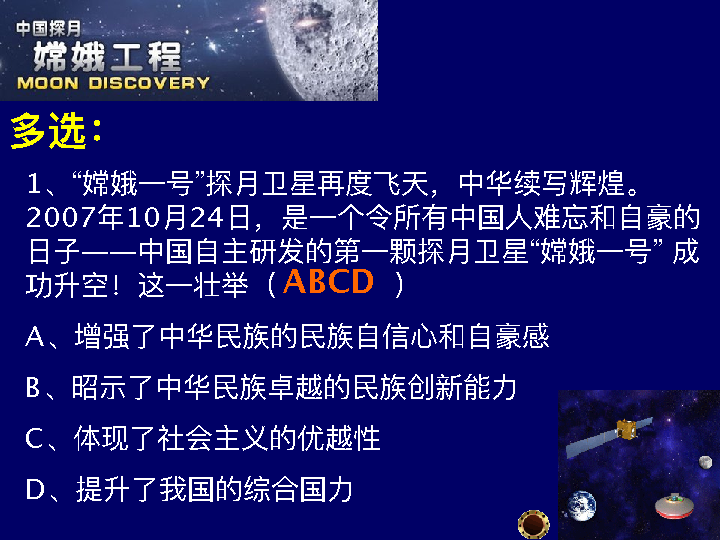 中国探月
嫦娥工程
MOON DISCOVERY
多选：
1、“嫦娥一号”探月卫星再度飞天，中华续写辉煌。
2007年10月24日，是一个令所有中国人难忘和自豪的
日子——中国自主研发的第一颗探月卫星“嫦娥一号” 成
功升空！这一壮举（ABCD ）
A、增强了中华民族的民族自信心和自豪感
B、昭示了中华民族卓越的民族创新能力
C、体现了社会主义的优越性
D、提升了我国的综合国力